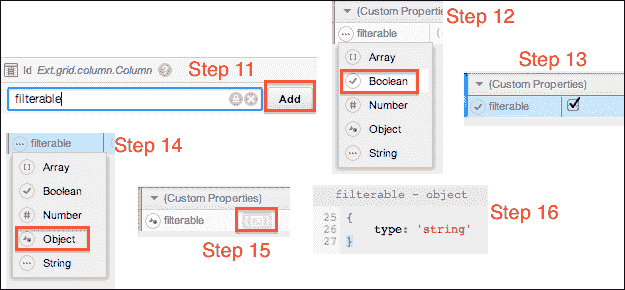 Id Ext.grid.column.Column
Step 11
filterable
Add
(Custom Properties)
Step 12
filterable
Array
Boolean
Number
Object
String
Step 13
(Custom Properties)
filterable
filterable
Step 14
Array
Boolean
Number
Object
String
(Custom Properties)
filterable
Step 15
filterable - object
25 {
26 type: 'string'
27 }
Step 16